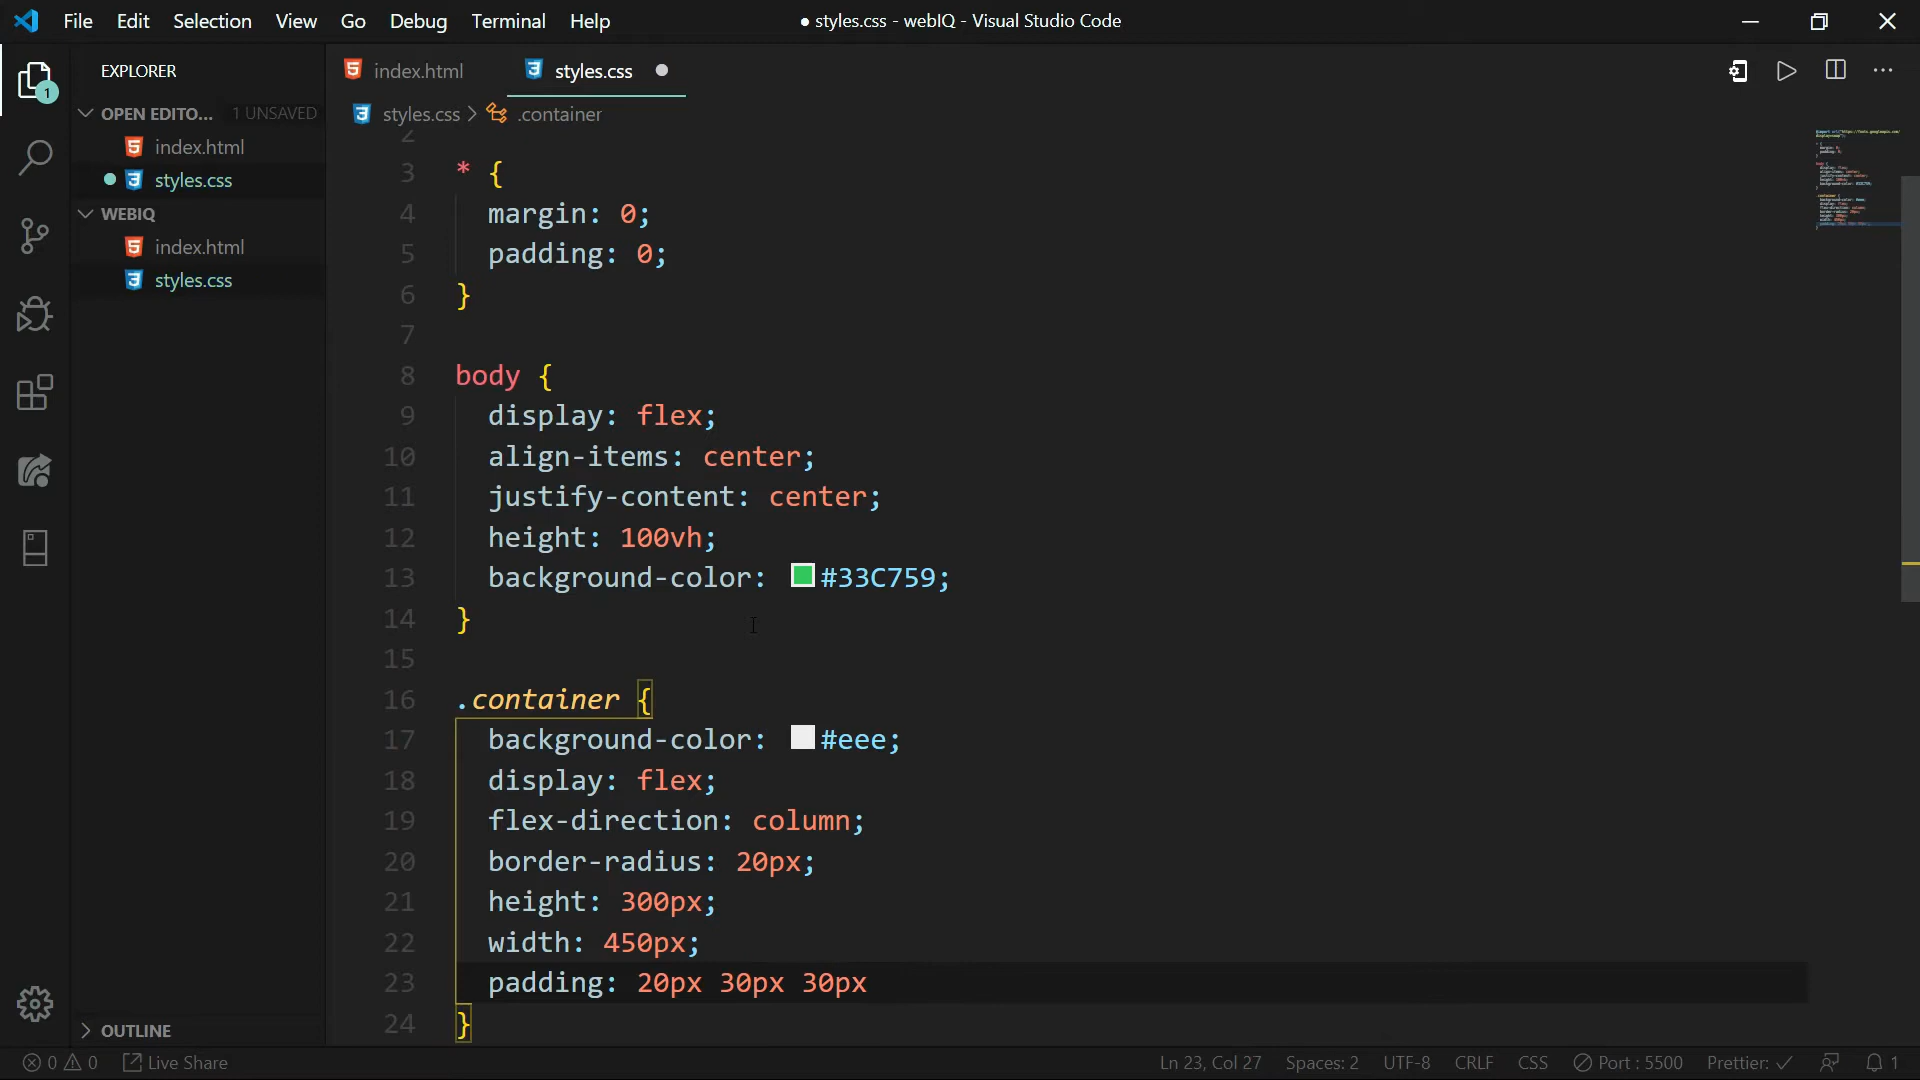 File Edit Selection View Go Debug Terminal Help
● styles.css - webIQ - Visual Studio Code
EXPLORER
OPEN EDITO... 1 UNSAVED
index.html
styles.css
WEBIQ
index.html
styles.css
OUTLINE
1
index.html styles.css
styles.css > .container
2
3 * {
4 margin: 0;
5 padding: 0;
6 }
7
8 body {
9 display: flex;
10 align-items: center;
11 justify-content: center;
12 height: 100vh;
13 background-color: #33C759;
14 }
15
16 .container {
17 background-color: #eee;
18 display: flex;
19 flex-direction: column;
20 border-radius: 20px;
21 height: 300px;
22 width: 450px;
23 padding: 20px 30px 30px
24 }
0 0 Live Share
Ln 23, Col 27 Spaces: 2 UTF-8 CRLF CSS Port : 5500 Prettier: ✓ 1